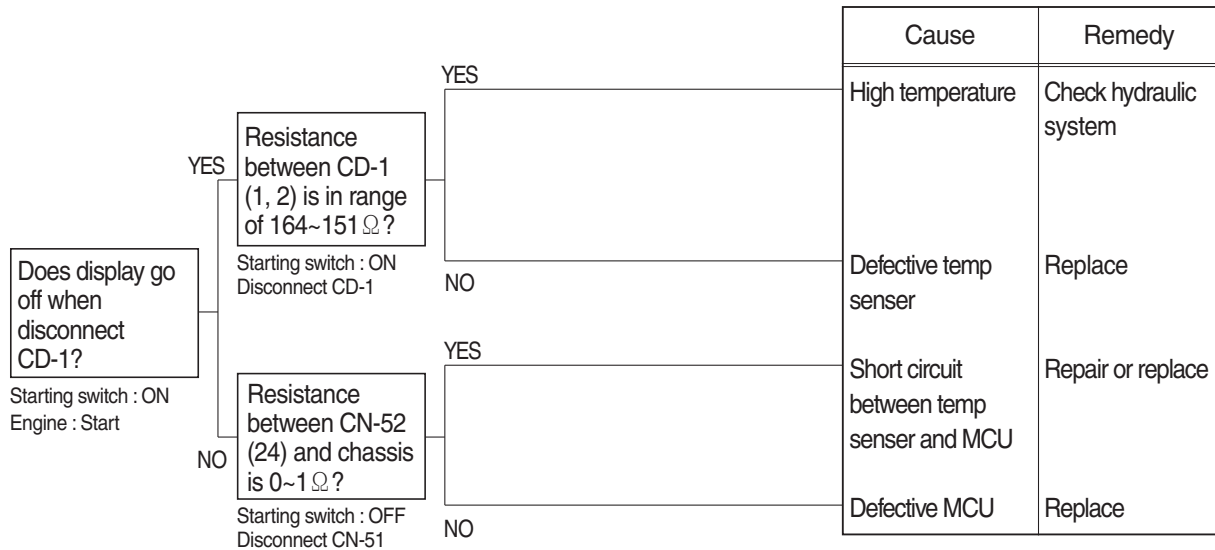 Does display go
off when
disconnect
CD-1?
Starting switch : ON
Engine : Start
YES
Resistance
between CD-1
(1, 2) is in range
of 164~151Ω?
Starting switch : ON
Disconnect CD-1
NO
Resistance
between CN-52
(24) and chassis
is 0~1Ω?
Starting switch : OFF
Disconnect CN-51
YES
NO
YES
NO
Cause Remedy
High temperature Check hydraulic
system
Defective temp Replace
senser
Short circuit Repair or replace
between temp
senser and MCU
Defective MCU Replace